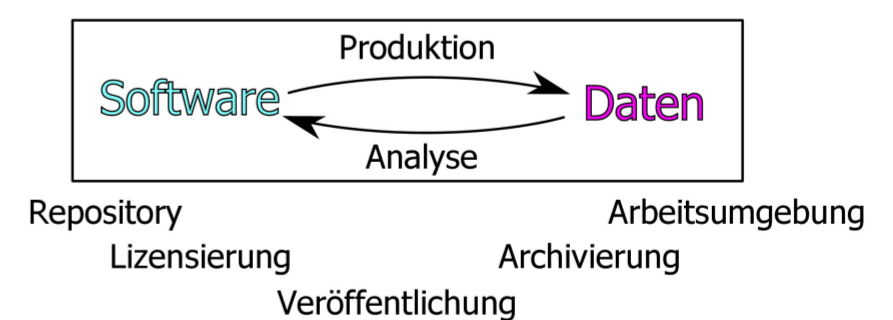 Produktion
Software Daten
Analyse
Repository Arbeitsumgebung
Lizensierung Archivierung
Veröffentlichung